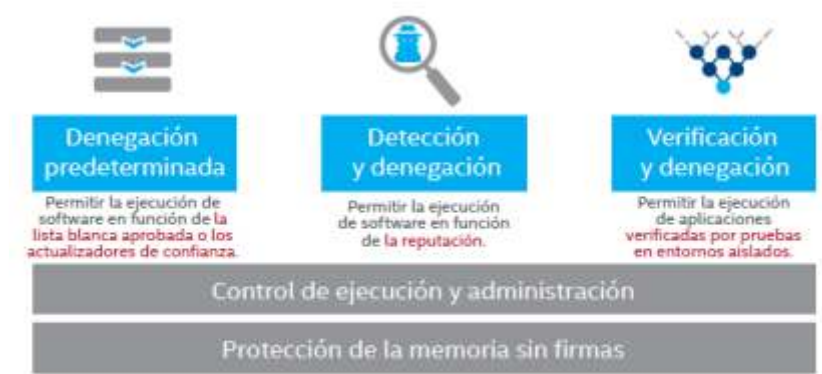 Denegación
predeterminada
Permitir la ejecución de
software en función de la
lista blanca aprobada o los
actualizadores de confianza.
Detección
y denegación
Permitir la ejecución
de software en función
de la reputación.
Verificación
y denegación
Permitir la ejecución
de aplicaciones
verificadas por pruebas
en entornos aislados.
Control de ejecución y administración
Protección de la memoria sin firmas